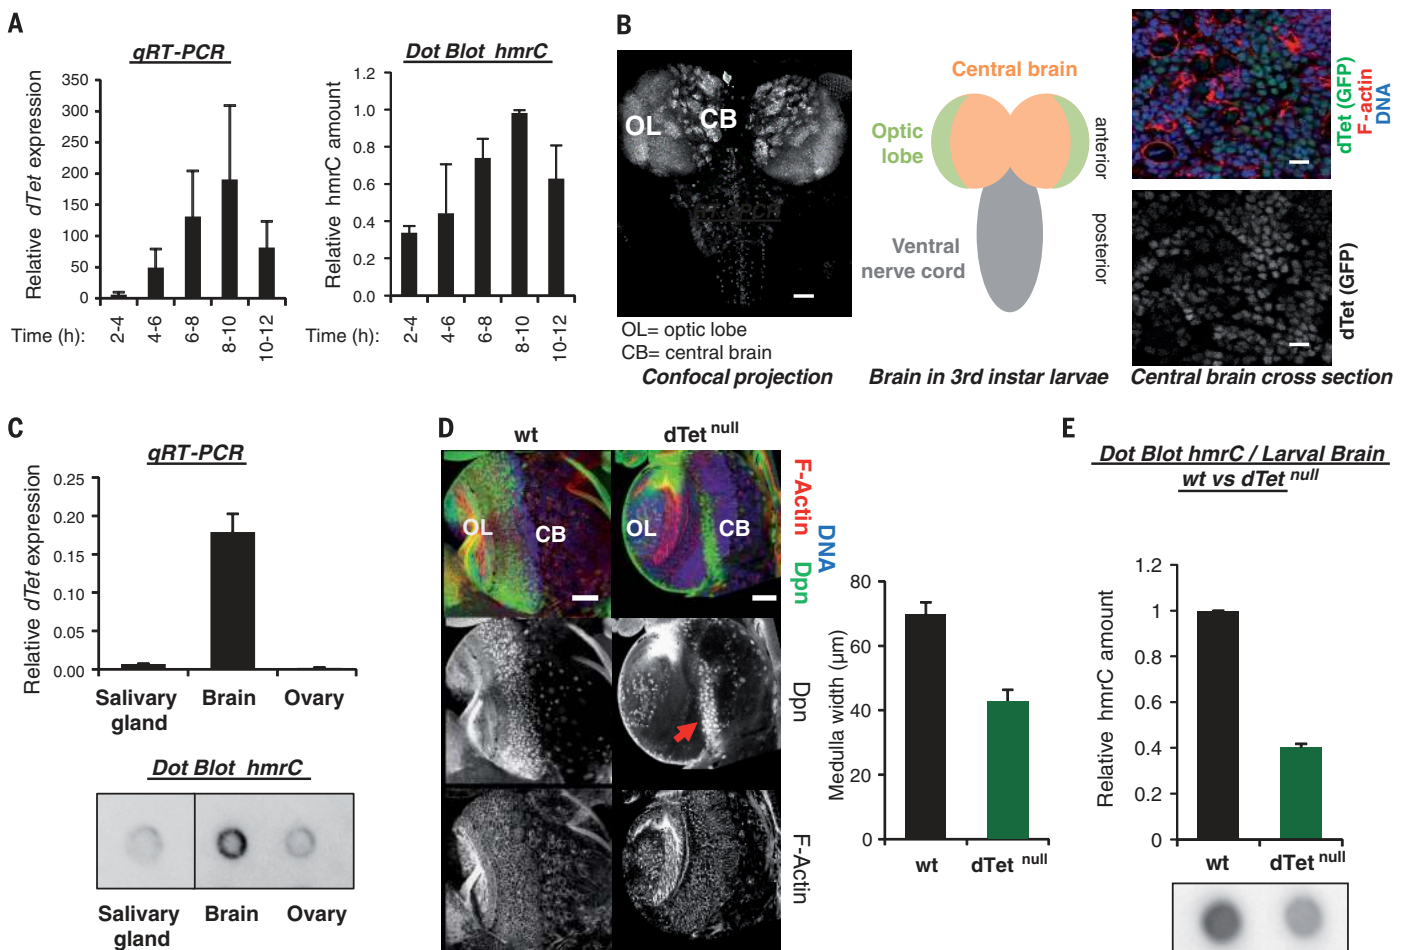 A
qRT-PCR
Relative dTet expression
350
300
250
200
150
100
50
0
Time (h):
2-4
4-6
6-8
8-10
10-12
Dot Blot hmrC
Relative hmrC amount
1.2
1.0
0.8
0.6
0.4
0.2
0.0
Time (h):
2-4
4-6
6-8
8-10
10-12
B
OL
CB
qRT-PCR
OL= optic lobe
CB= central brain
Confocal projection
Central brain
Optic
lobe
Ventral
nerve cord
anterior
posterior
Brain in 3rd instar larvae
dTet (GFP)
F-actin
DNA
dTet (GFP)
Central brain cross section
C
qRT-PCR
Relative dTet expression
0.25
0.20
0.15
0.10
0.05
0.00
Salivary
gland
Brain
Ovary
Dot Blot hmrC
Salivary
gland
Brain
Ovary
D
wt
dTet null
OL
CB
OL
CB
F-Actin
DNA
Dpn
Dpn
F-Actin
Medulla width (µm)
80
60
40
20
0
wt
dTet null
E
Dot Blot hmrC / Larval Brain
wt vs dTet null
Relative hmrC amount
1.2
1
0.8
0.6
0.4
0.2
0
wt
dTet null